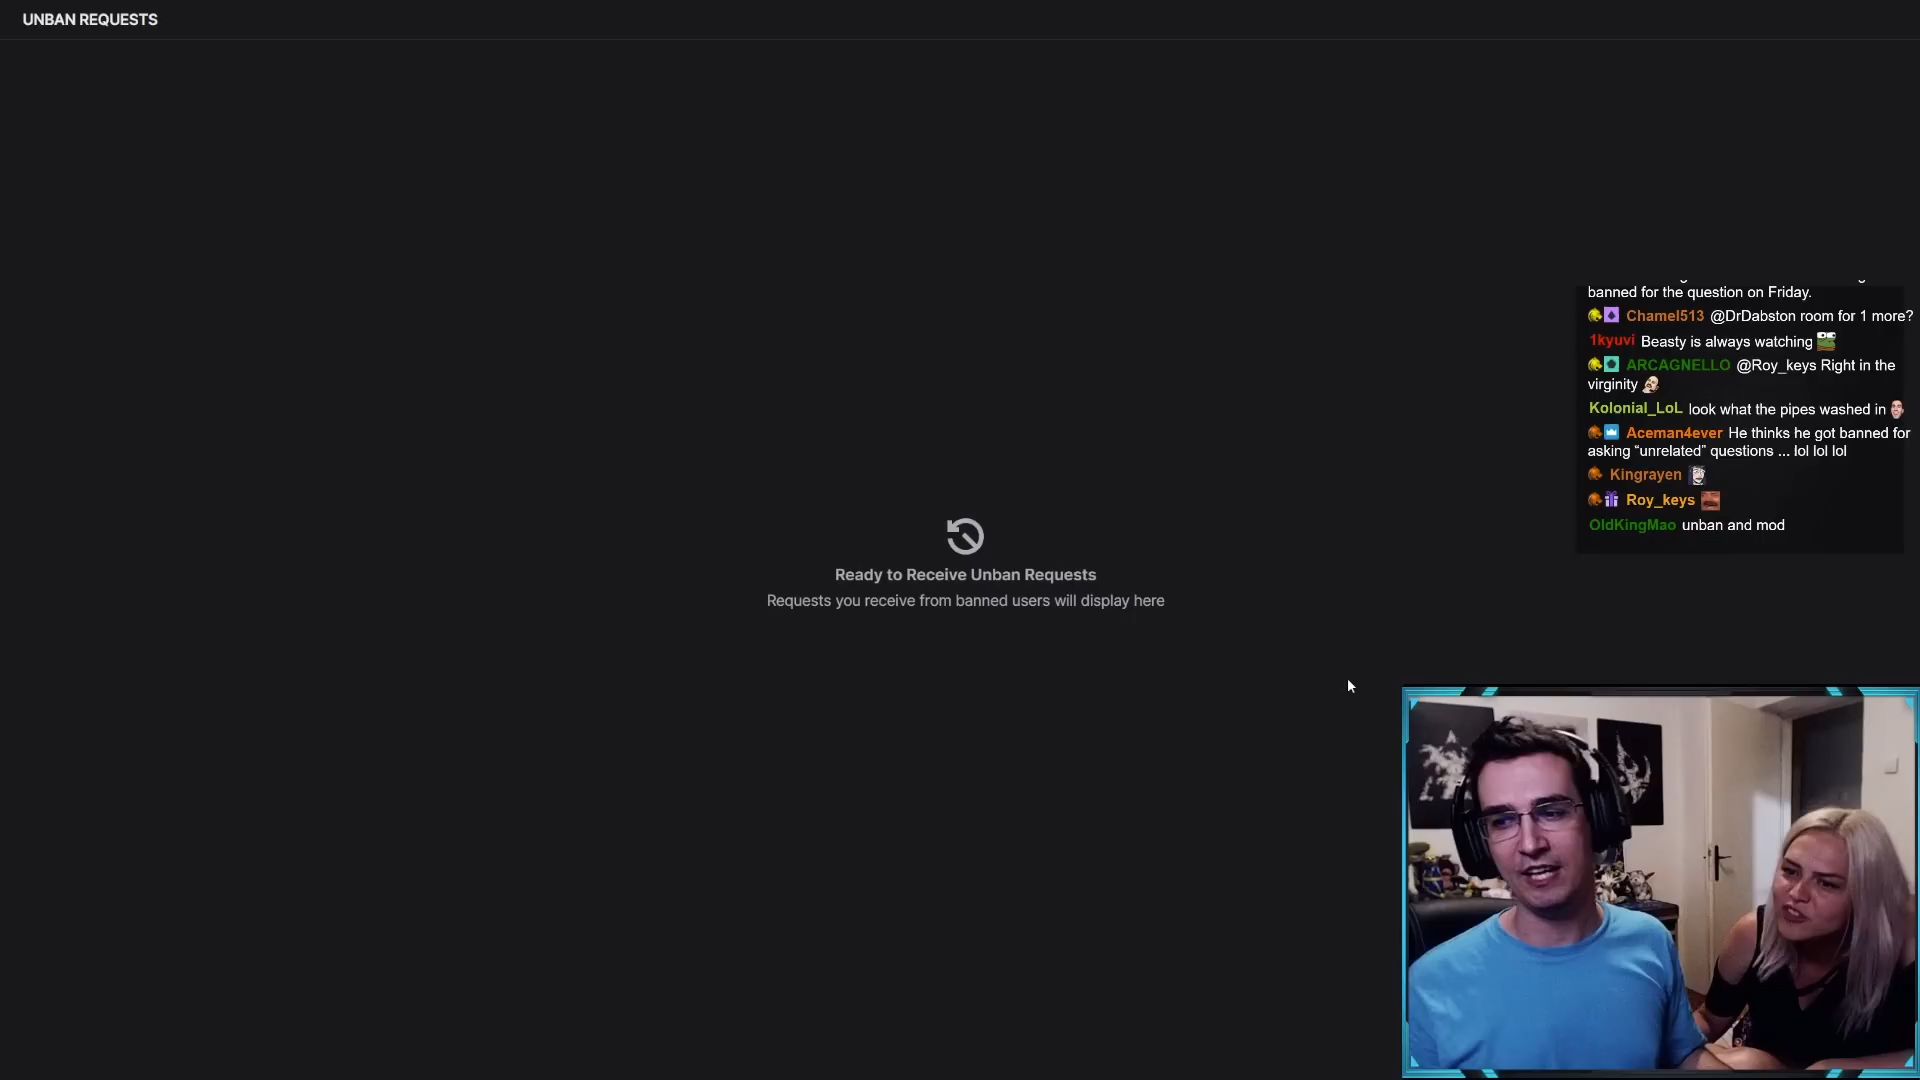 UNBAN REQUESTS
banned for the question on Friday.
Chamel513 @DrDabston room for 1 more?
1kyuvi Beasty is always watching
ARCAGNELLO @Roy_keys Right in the
virginity
Kolonial_LoL look what the pipes washed in
Aceman4ever He thinks he got banned for
asking “unrelated” questions ... lol lol lol
Kingrayen
Roy_keys
OldKingMao unban and mod
Ready to Receive Unban Requests
Requests you receive from banned users will display here